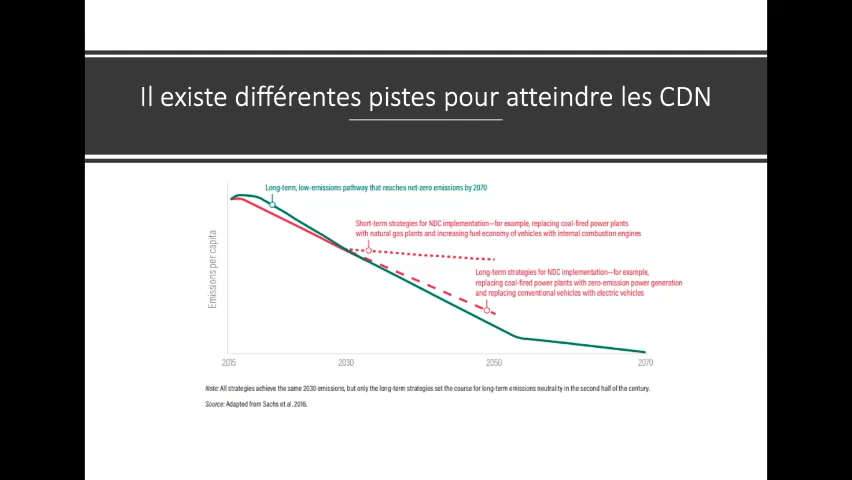 Il existe différentes pistes pour atteindre les CDN
Long-term, low-emissions pathway that reaches net-zero emissions by 2070
Short-term strategies for NDC implementation—for example, replacing coal-fired power plants
with natural gas plants and increasing fuel economy of vehicles with internal combustion engines
Long-term strategies for NDC implementation—for example,
replacing coal-fired power plants with zero-emission power generation
and replacing conventional vehicles with electric vehicles
Emissions per capita
2015
2030
2050
2070
Note: All strategies achieve the same 2030 emissions, but only the long-term strategies set the course for long-term emissions neutrality in the second half of the century.
Source: Adapted from Sachs et al. 2016.